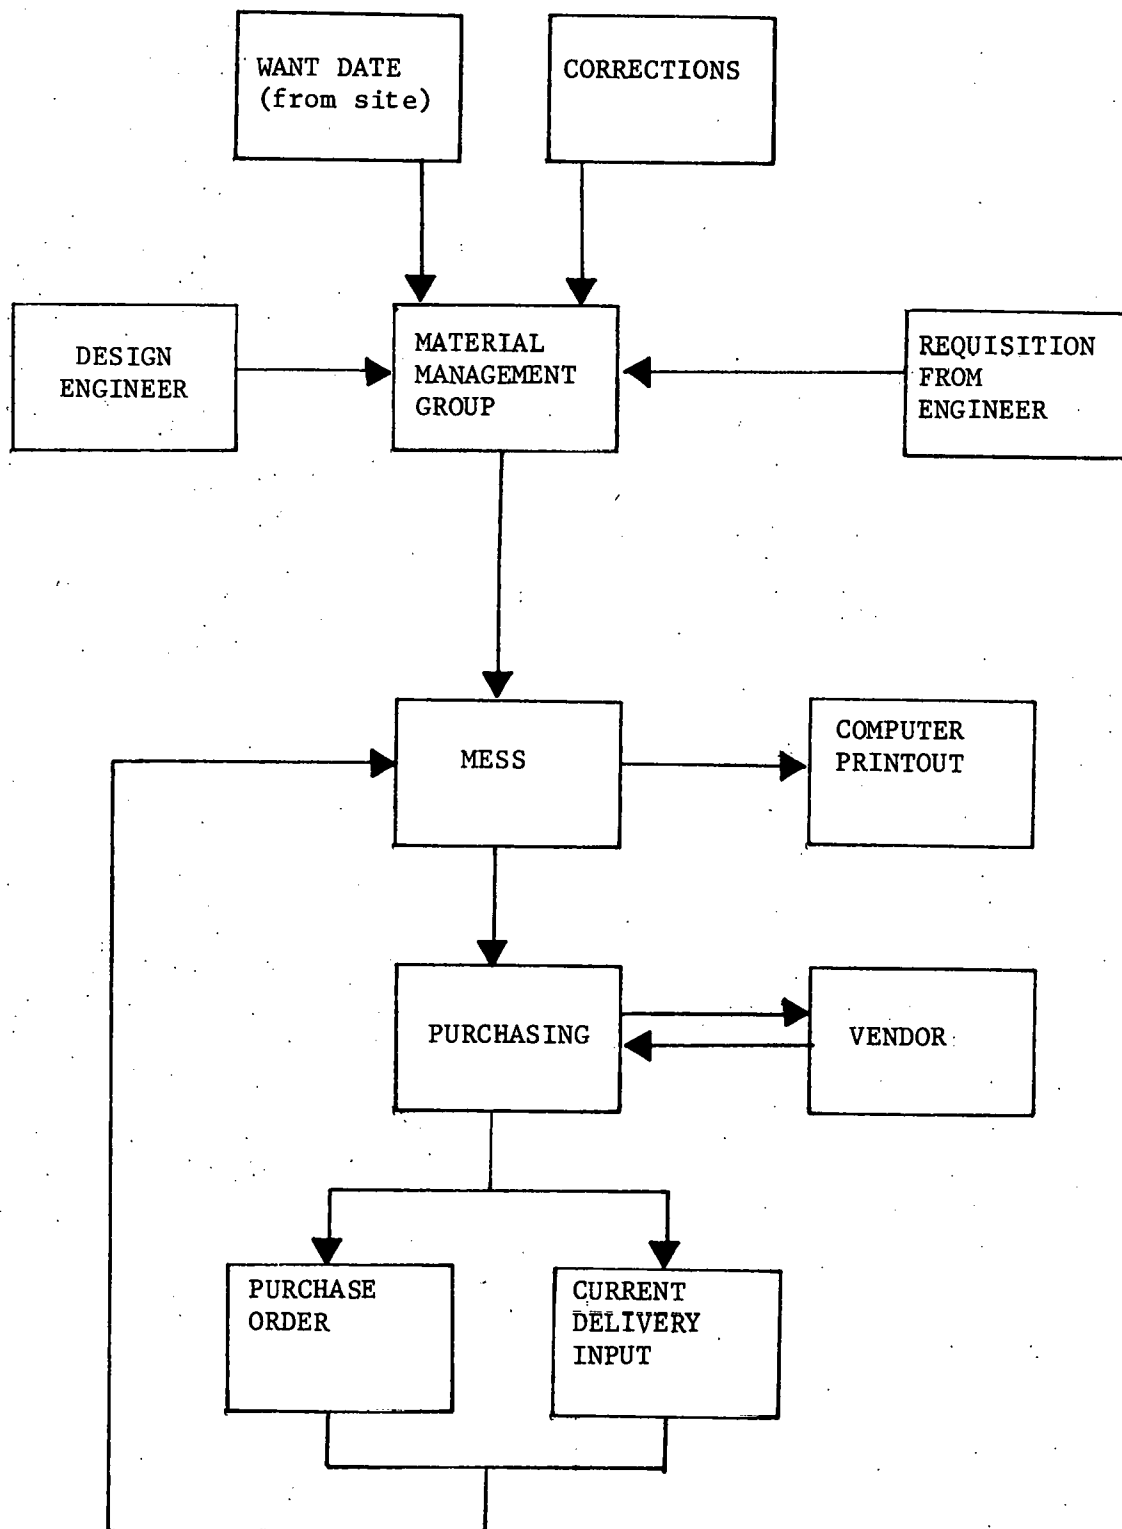 WANT DATE
(from site)
CORRECTIONS
DESIGN
ENGINEER
MATERIAL
MANAGEMENT
GROUP
REQUISITION
FROM
ENGINEER
MESS
COMPUTER
PRINTOUT
PURCHASING
VENDOR
PURCHASE
ORDER
CURRENT
DELIVERY
INPUT